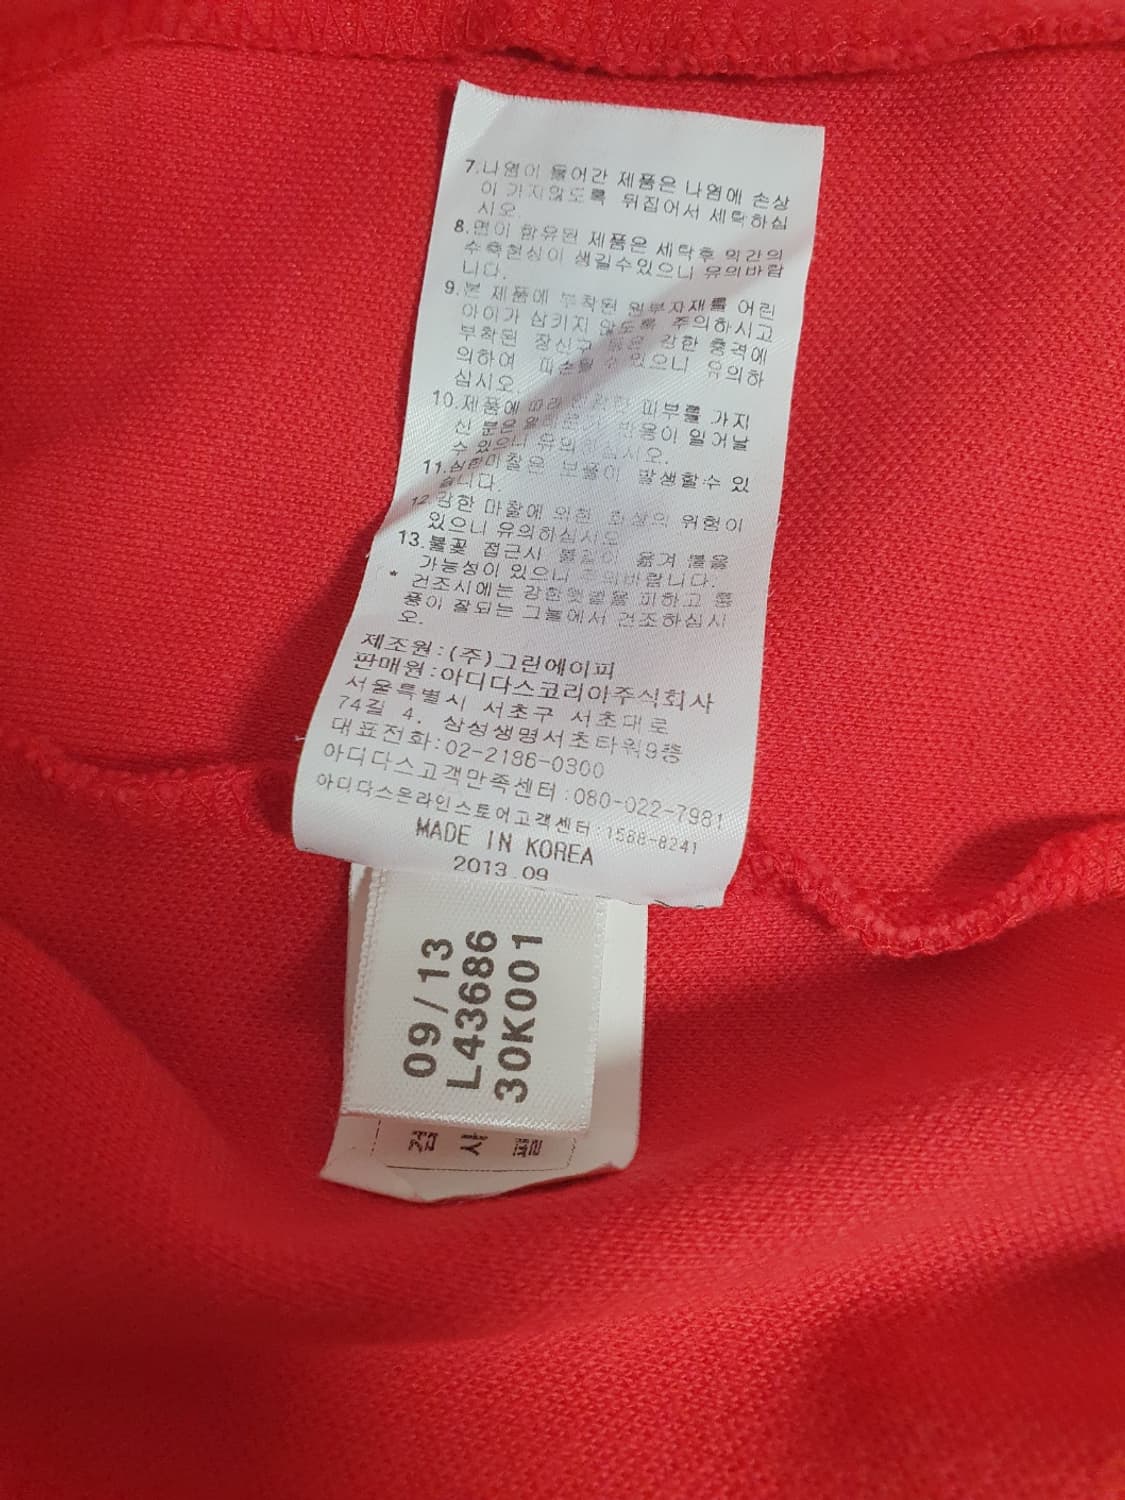 7.나염이 들어간 제품은 나염에 손상
이 가지않도록 뒤집어서 세탁하십
시오.
8.면이 함유된 제품은 세탁후 약간의
수축현상이 생길수있으니 유의바랍
니다.
9.본 제품에 부착된 원부자재를 어린
아이가 삼키지 않도록 주의하시고
부착된 장신구 등은 강한 충격에
의하여 파손될 수 있으니 유의하
십시오.
10.제품에 따라 민감한 피부를 가지
신 분은 알레르기 반응이 일어날
수 있으니 유의하십시오.
11.심한마찰은 보풀이 발생할수 있
습니다.
12.강한 마찰에 의한 화상의 위험이
있으니 유의하십시오
13.불꽃 접근시 불길이 옮겨 붙을
가능성이 있으니 주의바랍니다.
* 건조시에는 강한햇볕을 피하고 통
풍이 잘되는 그늘에서 건조하십시
오.
제조원:(주)그린에이피
판매원:아디다스코리아주식회사
서울특별시 서초구 서초대로
74길 4, 삼성생명서초타워9층
대표전화:02-2186-0300
아디다스고객만족센터:080-022-7981
아디다스온라인스토어고객센터:1588-8241
MADE IN KOREA
2013.09
09/13
L43686
30K001
검 사 필